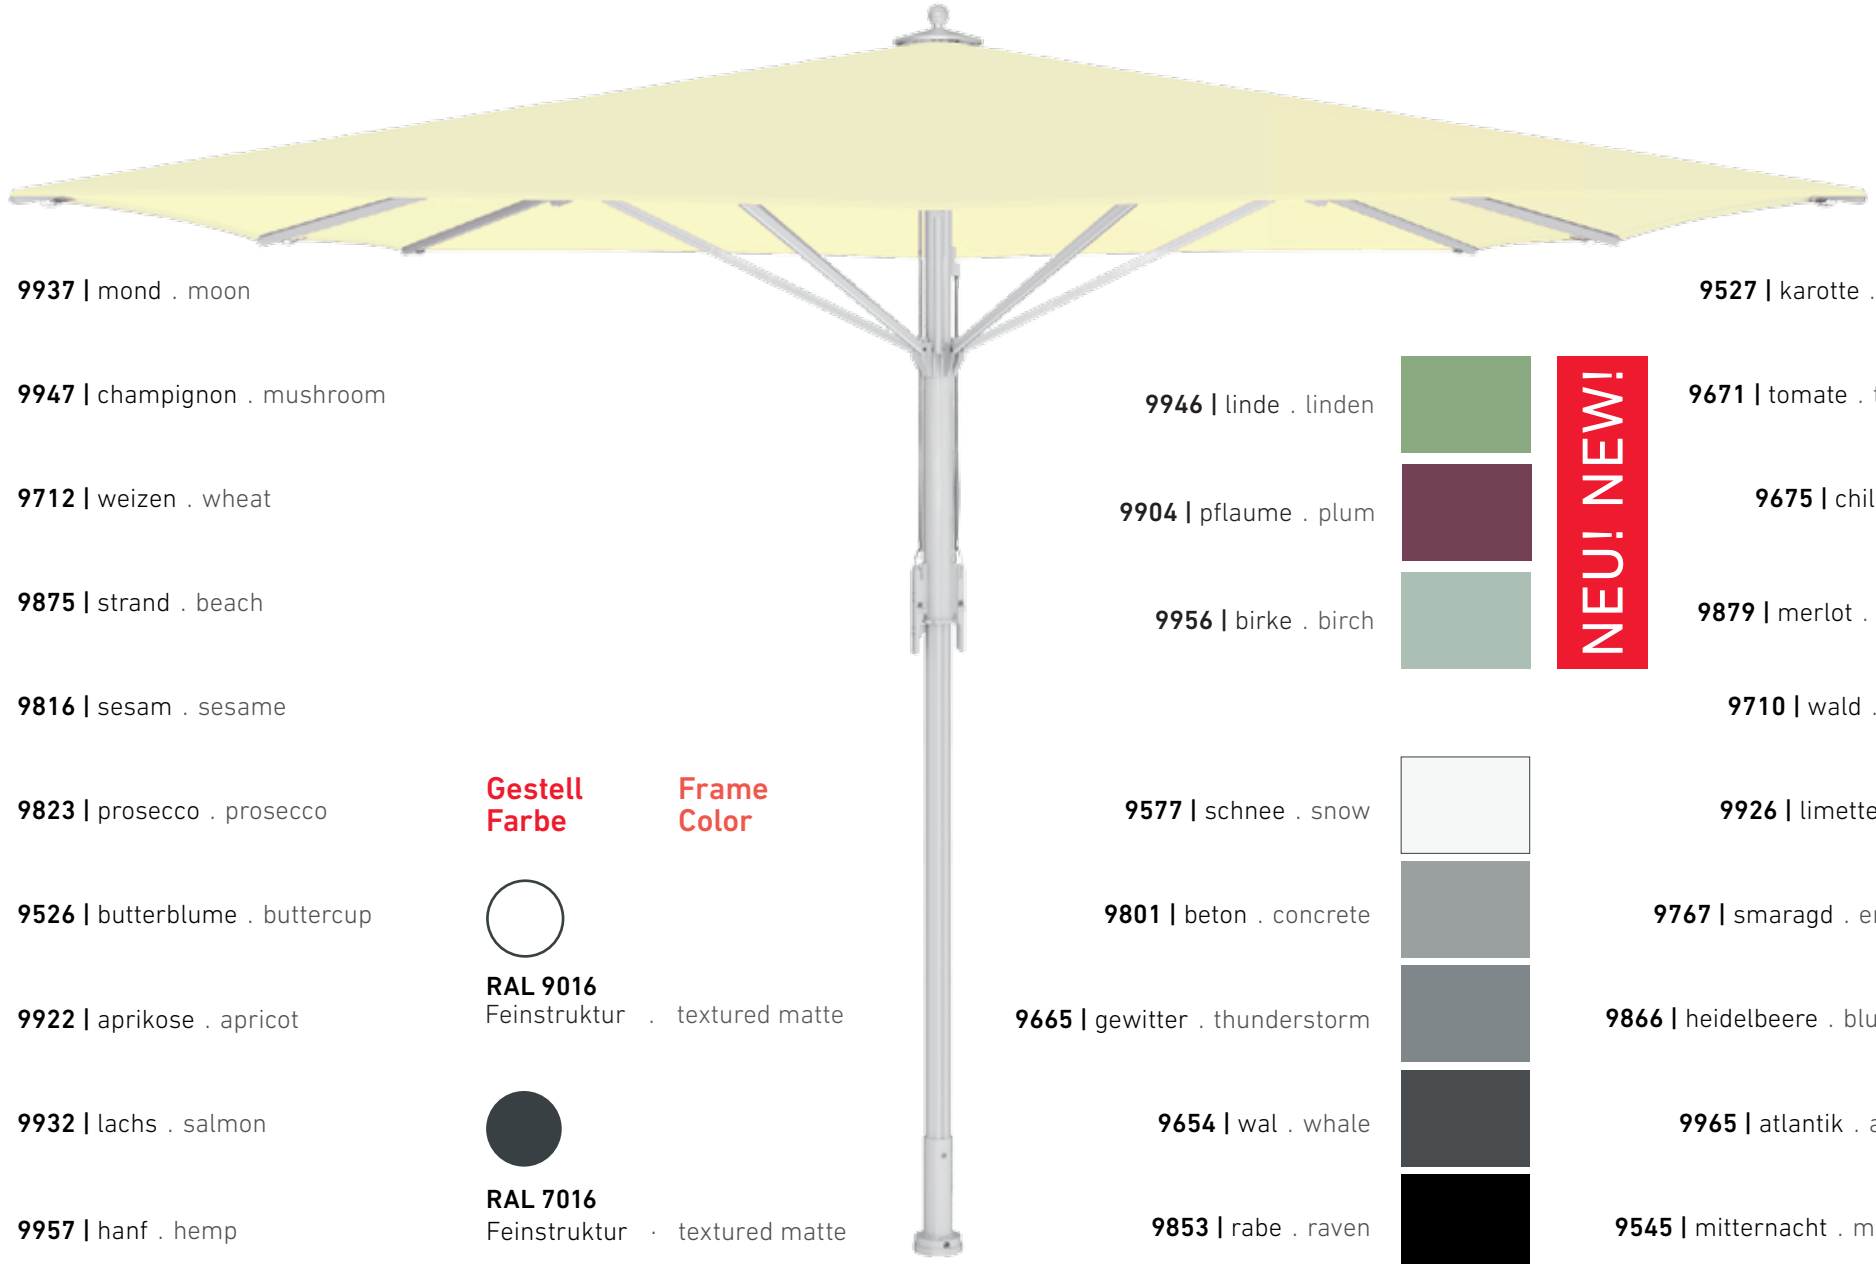 9937 | mond . moon
9947 | champignon . mushroom
9712 | weizen . wheat
9875 | strand . beach
9816 | sesam . sesame
9823 | prosecco . prosecco
9526 | butterblume . buttercup
9922 | aprikose . apricot
9932 | lachs . salmon
9957 | hanf . hemp
Gestell Frame
Farbe Color
RAL 9016
Feinstruktur . textured matte
RAL 7016
Feinstruktur · textured matte
9946 | linde . linden
9904 | pflaume . plum
9956 | birke . birch
NEU! NEW!
9577 | schnee . snow
9801 | beton . concrete
9665 | gewitter . thunderstorm
9654 | wal . whale
9853 | rabe . raven
9527 | karotte .
9671 | tomate .
9675 |
9879 | merlot .
9710 | wald .
9926 | limette
9767 | smaragd .
9866 | heidelbeere .
9965 | atlantik .
9545 | mitternacht .